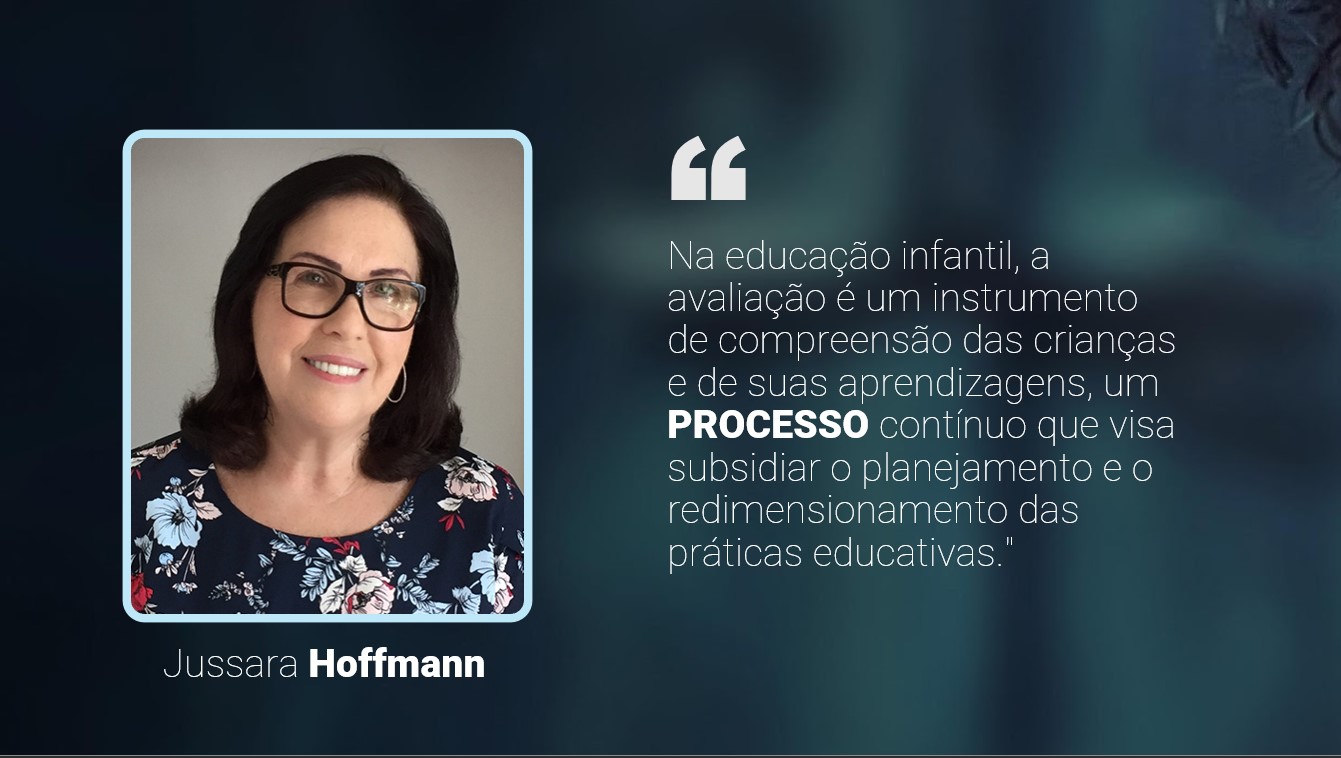 “
Na educação infantil, a
avaliação é um instrumento
de compreensão das crianças
e de suas aprendizagens, um
PROCESSO contínuo que visa
subsidiar o planejamento e o
redimensionamento das
práticas educativas."
Jussara Hoffmann